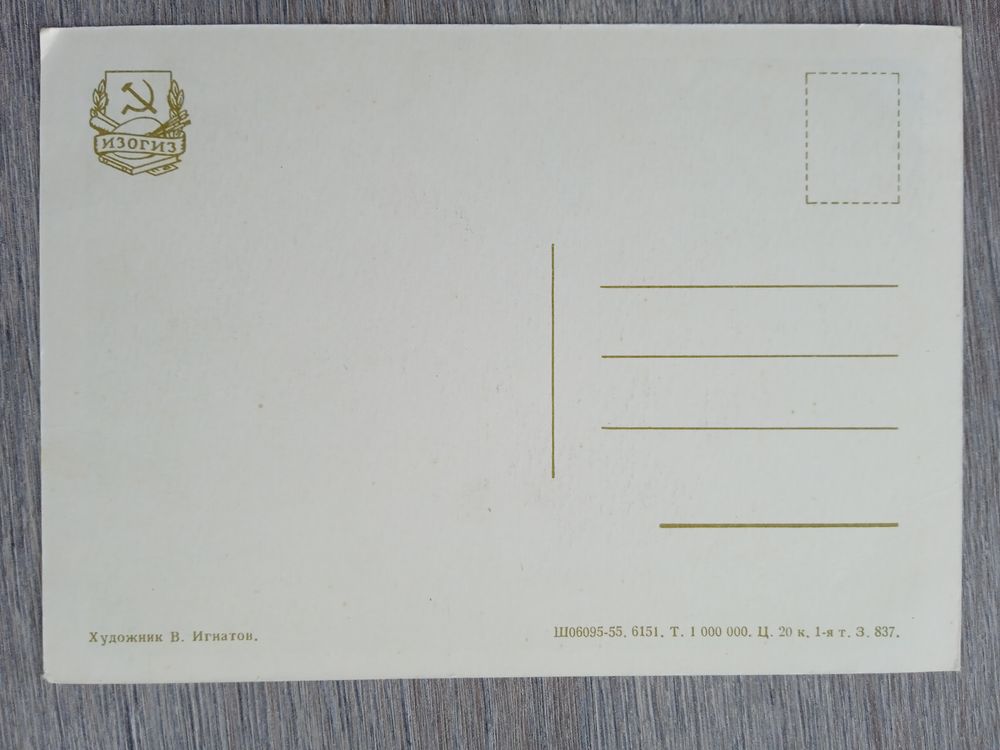 ИЗОГИЗ
Художник В. Игнатов.
Ш06095-55. 6151. Т. 1 000 000. Ц. 20 к. 1-я т. З. 837.